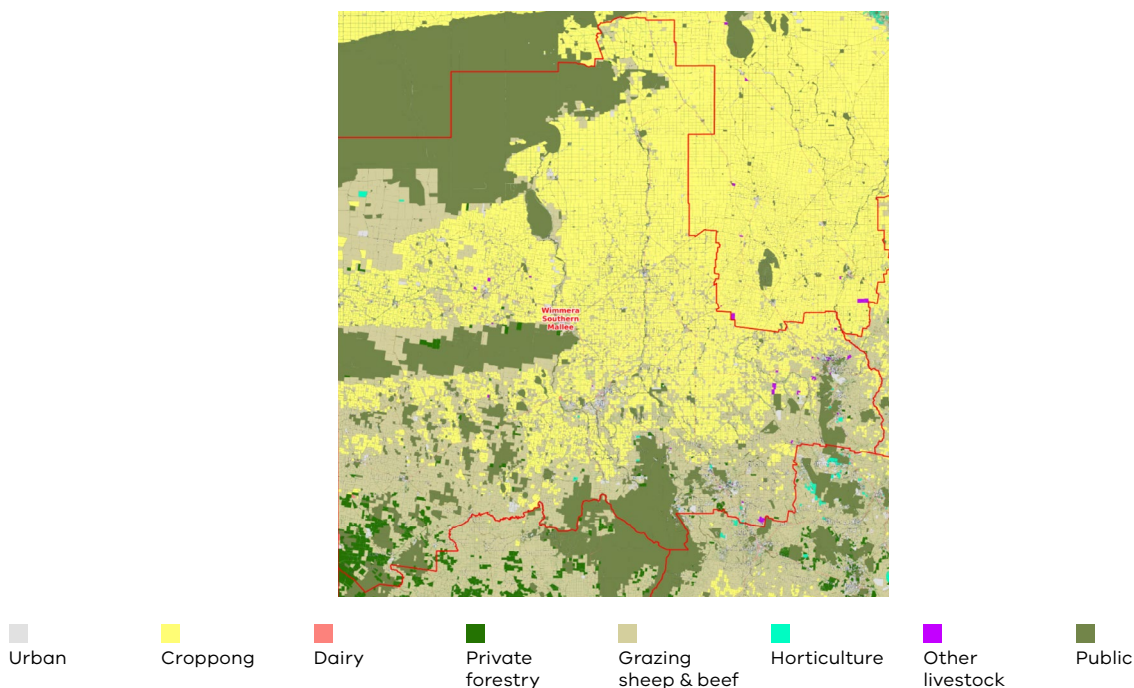 Wimmera
Southern
Mallee
Urban
Croppong
Dairy
Private
forestry
Grazing
sheep & beef
Horticulture
Other
livestock
Public